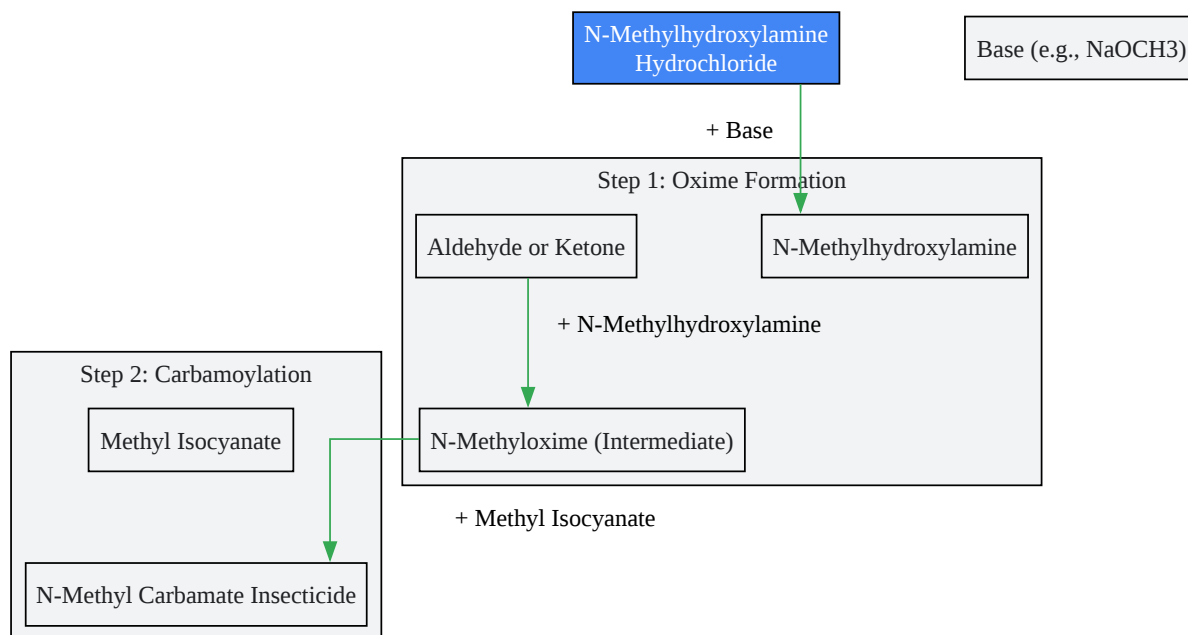 N-Methylhydroxylamine
Hydrochloride
Base (e.g., NaOCH3)
+ Base
Step 1: Oxime Formation
Aldehyde or Ketone
N-Methylhydroxylamine
+ N-Methylhydroxylamine
Step 2: Carbamoylation
Methyl Isocyanate
N-Methyloxime (Intermediate)
+ Methyl Isocyanate
N-Methyl Carbamate Insecticide